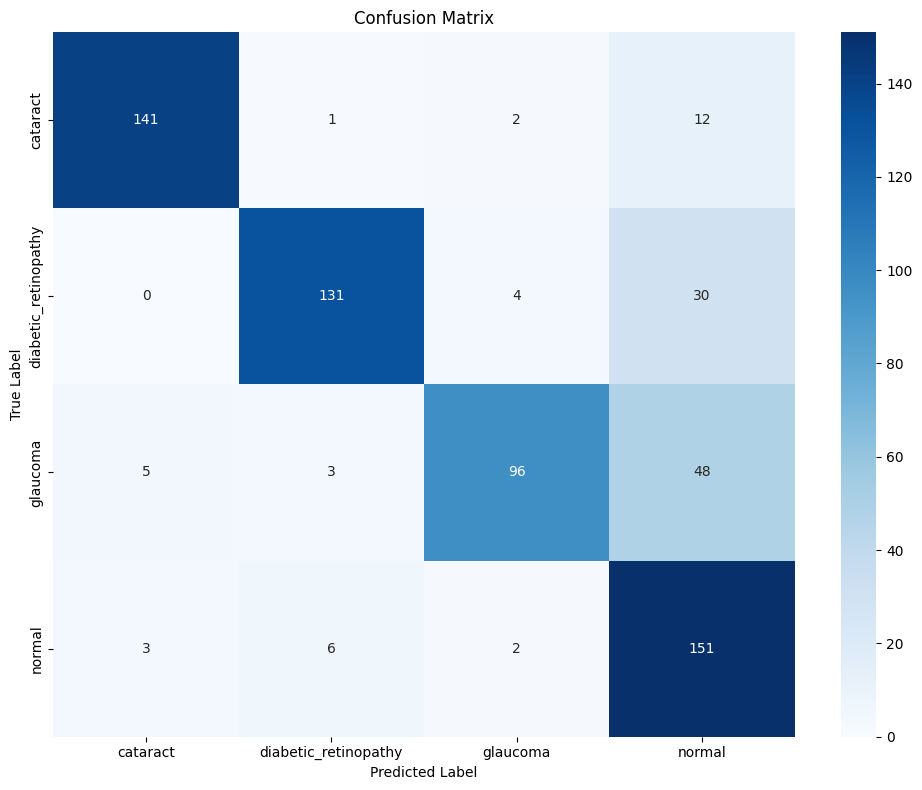 Confusion Matrix
True Label
cataract
141
1
2
12
diabetic_retinopathy
0
131
4
30
glaucoma
5
3
96
48
normal
3
6
2
151
cataract
diabetic_retinopathy
glaucoma
normal
Predicted Label
140
120
100
80
60
40
20
0